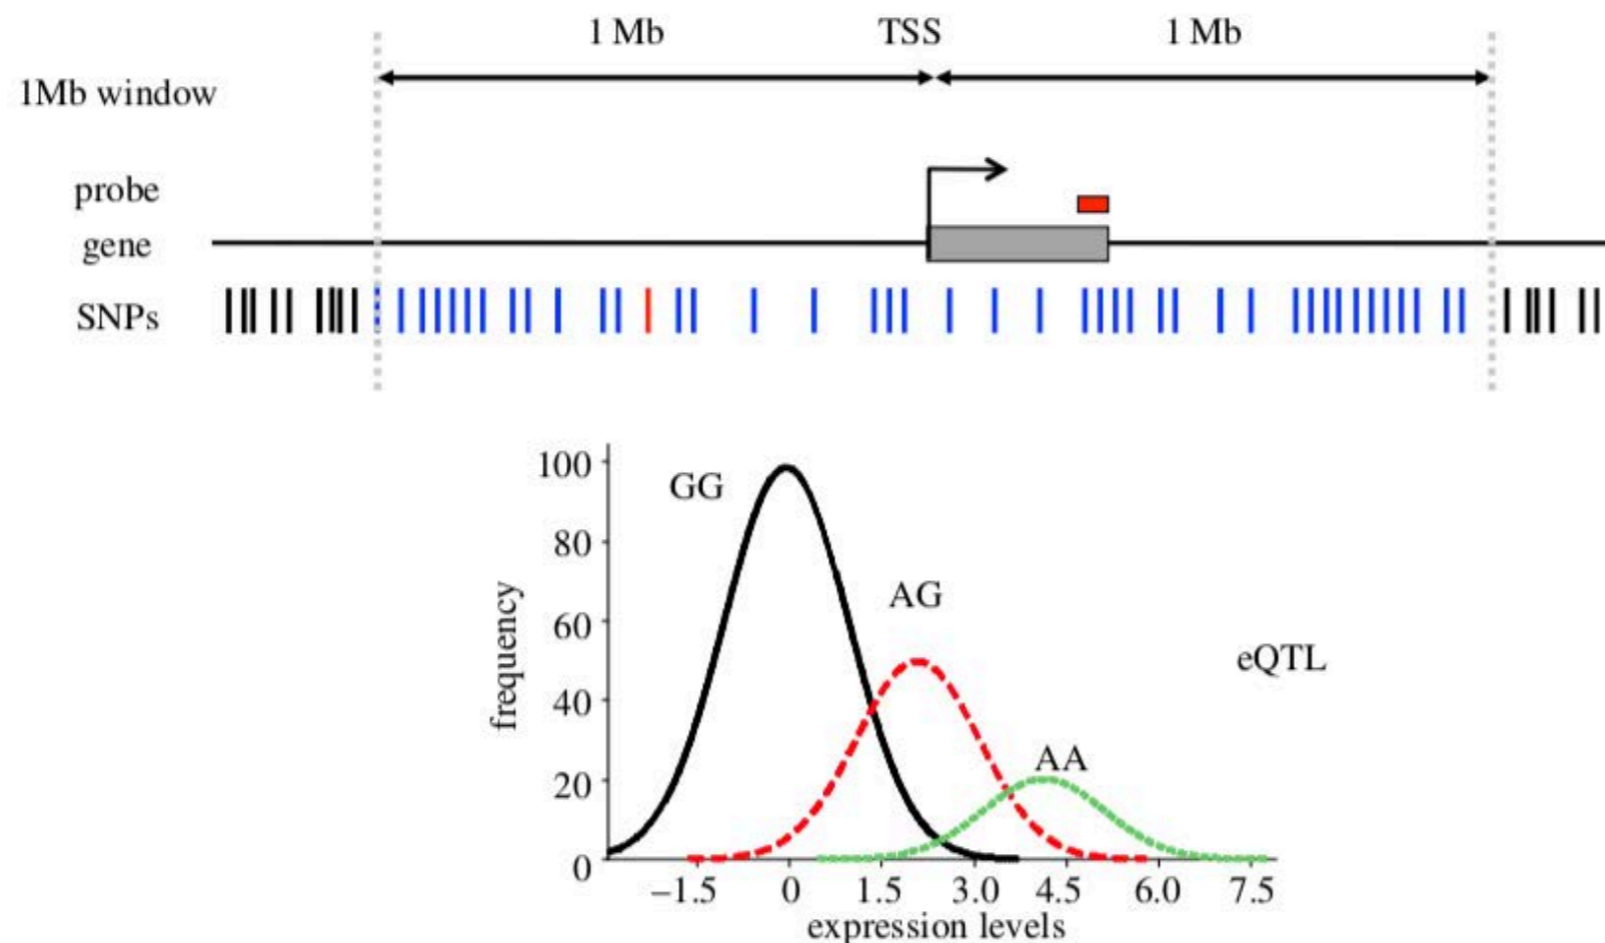 1 Mb TSS 1 Mb
1Mb window
probe
gene
SNPs
100
80
60
40
20
0
frequency
GG
AG
AA
eQTL
–1.5 0 1.5 3.0 4.5 6.0 7.5
expression levels